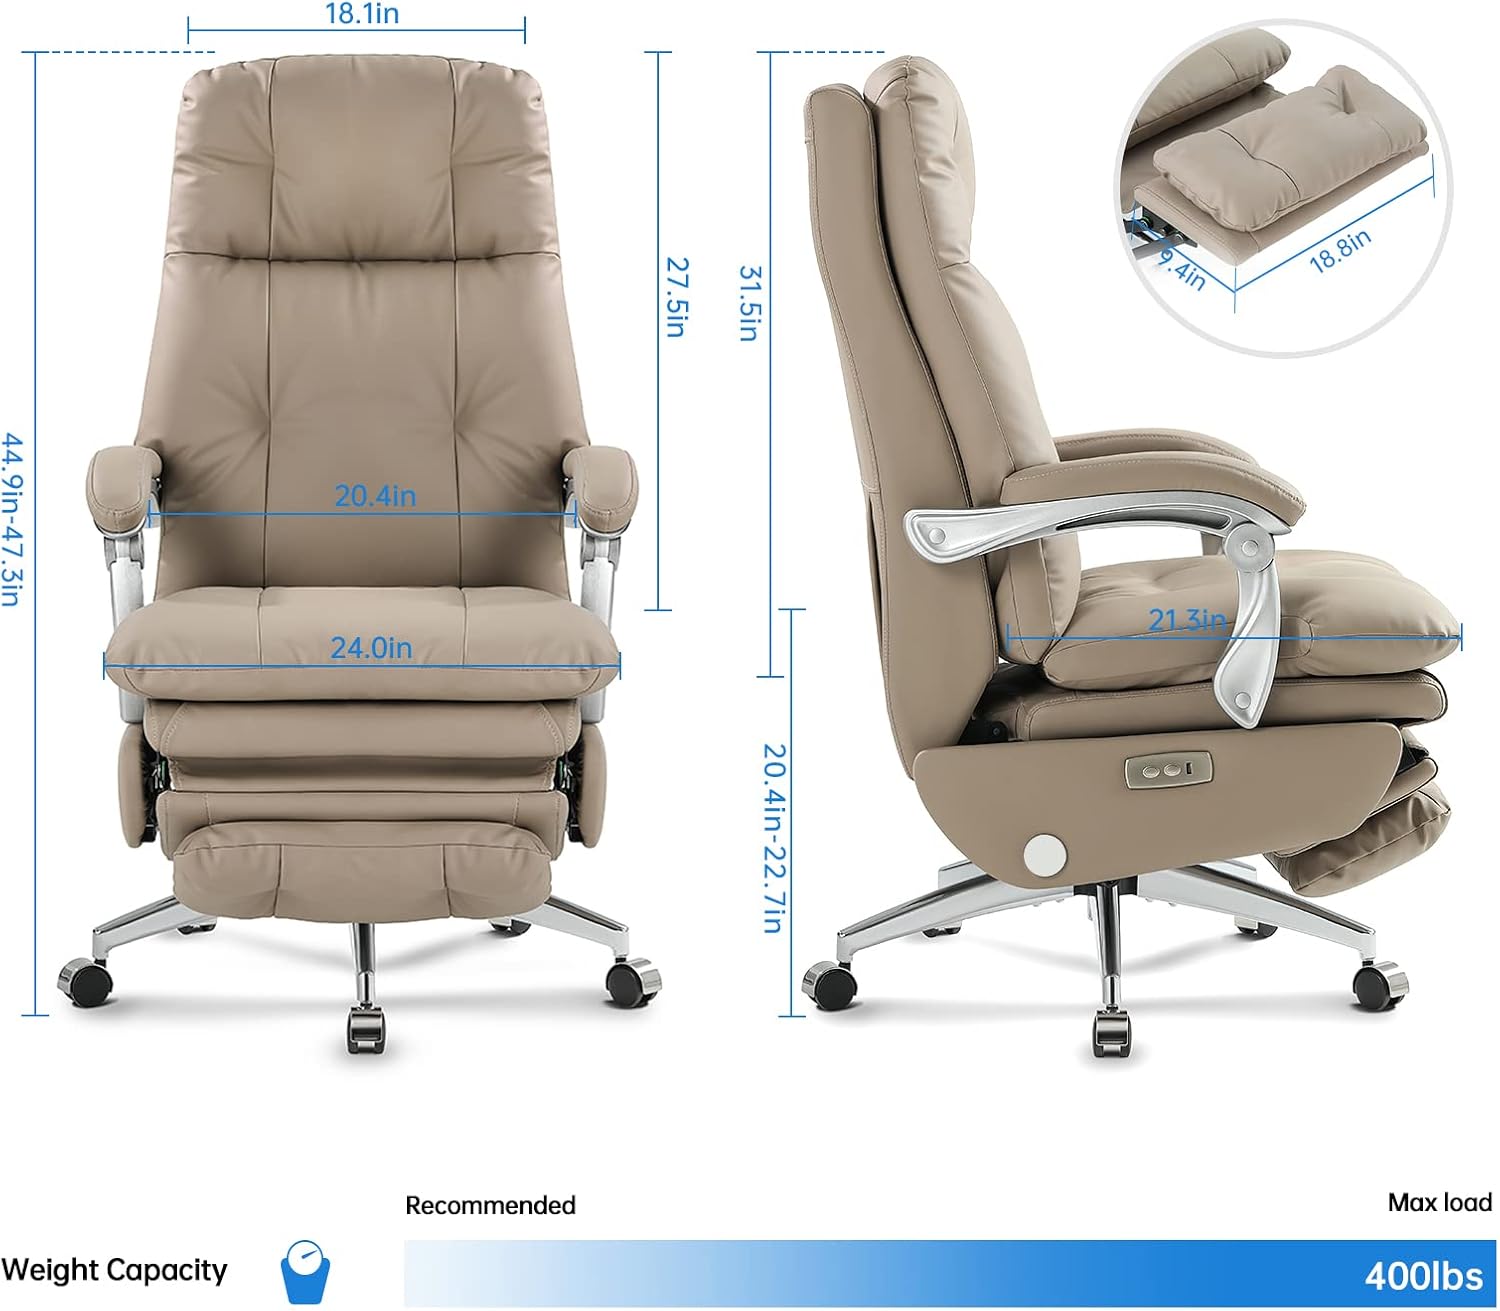 18.1in
44.9in-47.3in
27.5in
20.4in
24.0in
31.5in
20.4in-22.7in
21.3in
9.4in
18.8in
Recommended
Max load
Weight Capacity
400lbs